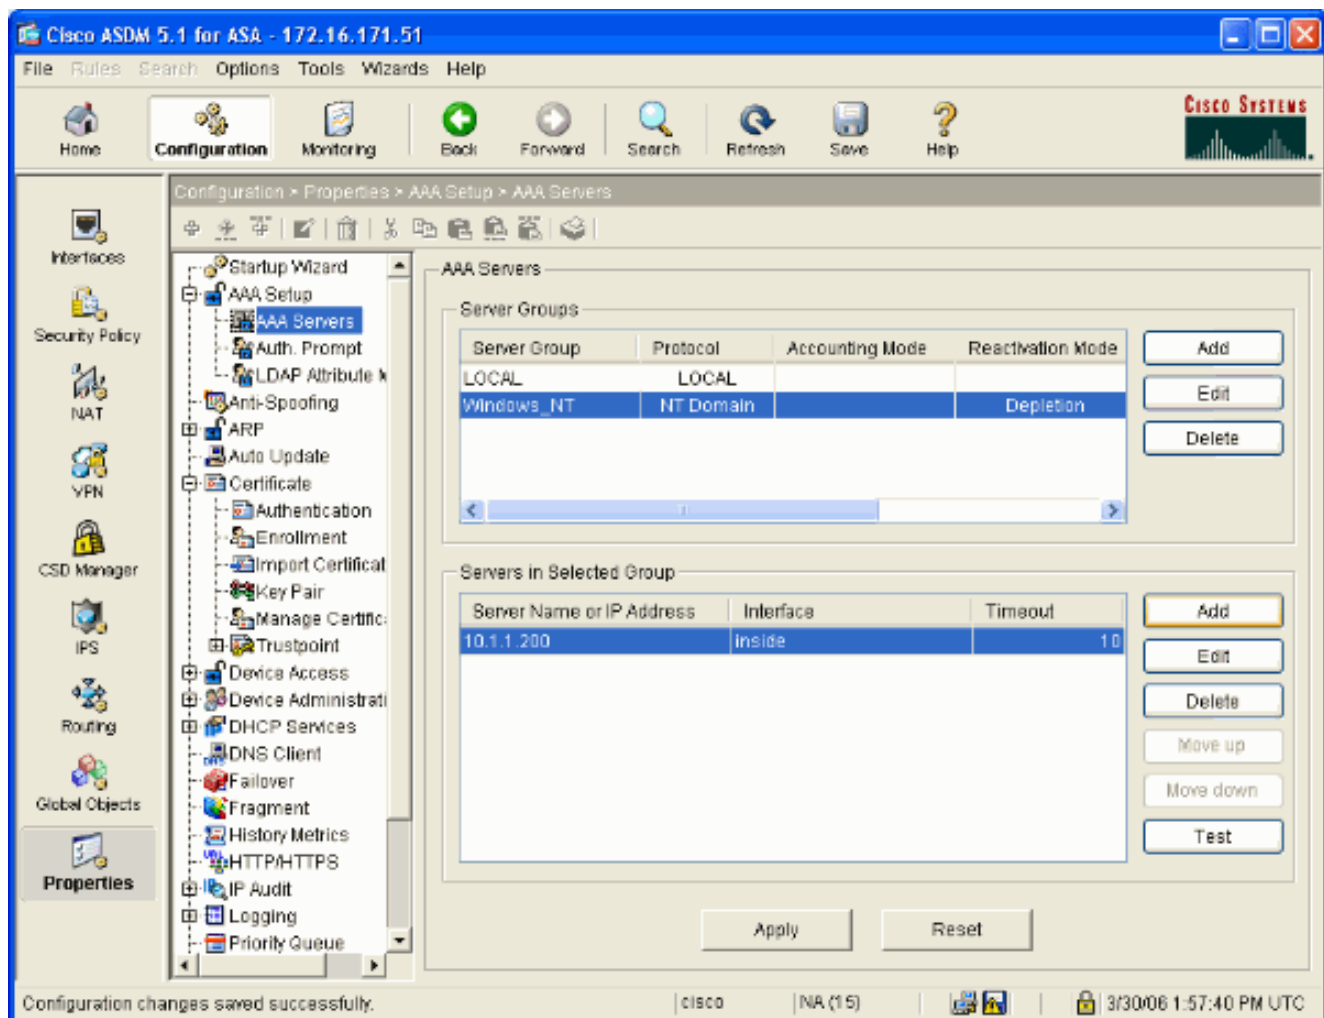 Cisco ASDM 5.1 for ASA - 172.16.171.51
File Rules Search Options Tools Wizards Help
Home Configuration Monitoring Back Forward Search Refresh Save Help
CISCO SYSTEMS
Configuration > Properties > AAA Setup > AAA Servers
Interfaces
Security Policy
NAT
VPN
CSD Manager
IPS
Routing
Global Objects
Properties
Startup Wizard
AAA Setup
AAA Servers
Auth. Prompt
LDAP Attribute M
Anti-Spoofing
ARP
Auto Update
Certificate
Authentication
Enrollment
Import Certificat
Key Pair
Manage Certific
Trustpoint
Device Access
Device Administrati
DHCP Services
DNS Client
Failover
Fragment
History Metrics
HTTP/HTTPS
IP Audit
Logging
Priority Queue
AAA Servers
Server Groups
Server Group Protocol Accounting Mode Reactivation Mode
LOCAL LOCAL
Windows_NT NT Domain Depletion
Add
Edit
Delete
Servers in Selected Group
Server Name or IP Address Interface Timeout
10.1.1.200 inside 10
Add
Edit
Delete
Move up
Move down
Test
Apply Reset
Configuration changes saved successfully. cisco NA (15) 3/30/06 1:57:40 PM UTC